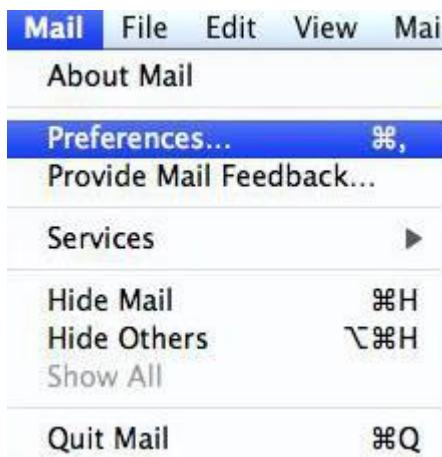 Mail File Edit View Mai
About Mail
Preferences... ⌘,
Provide Mail Feedback...
Services ▶
Hide Mail ⌘H
Hide Others ⌥⌘H
Show All
Quit Mail ⌘Q